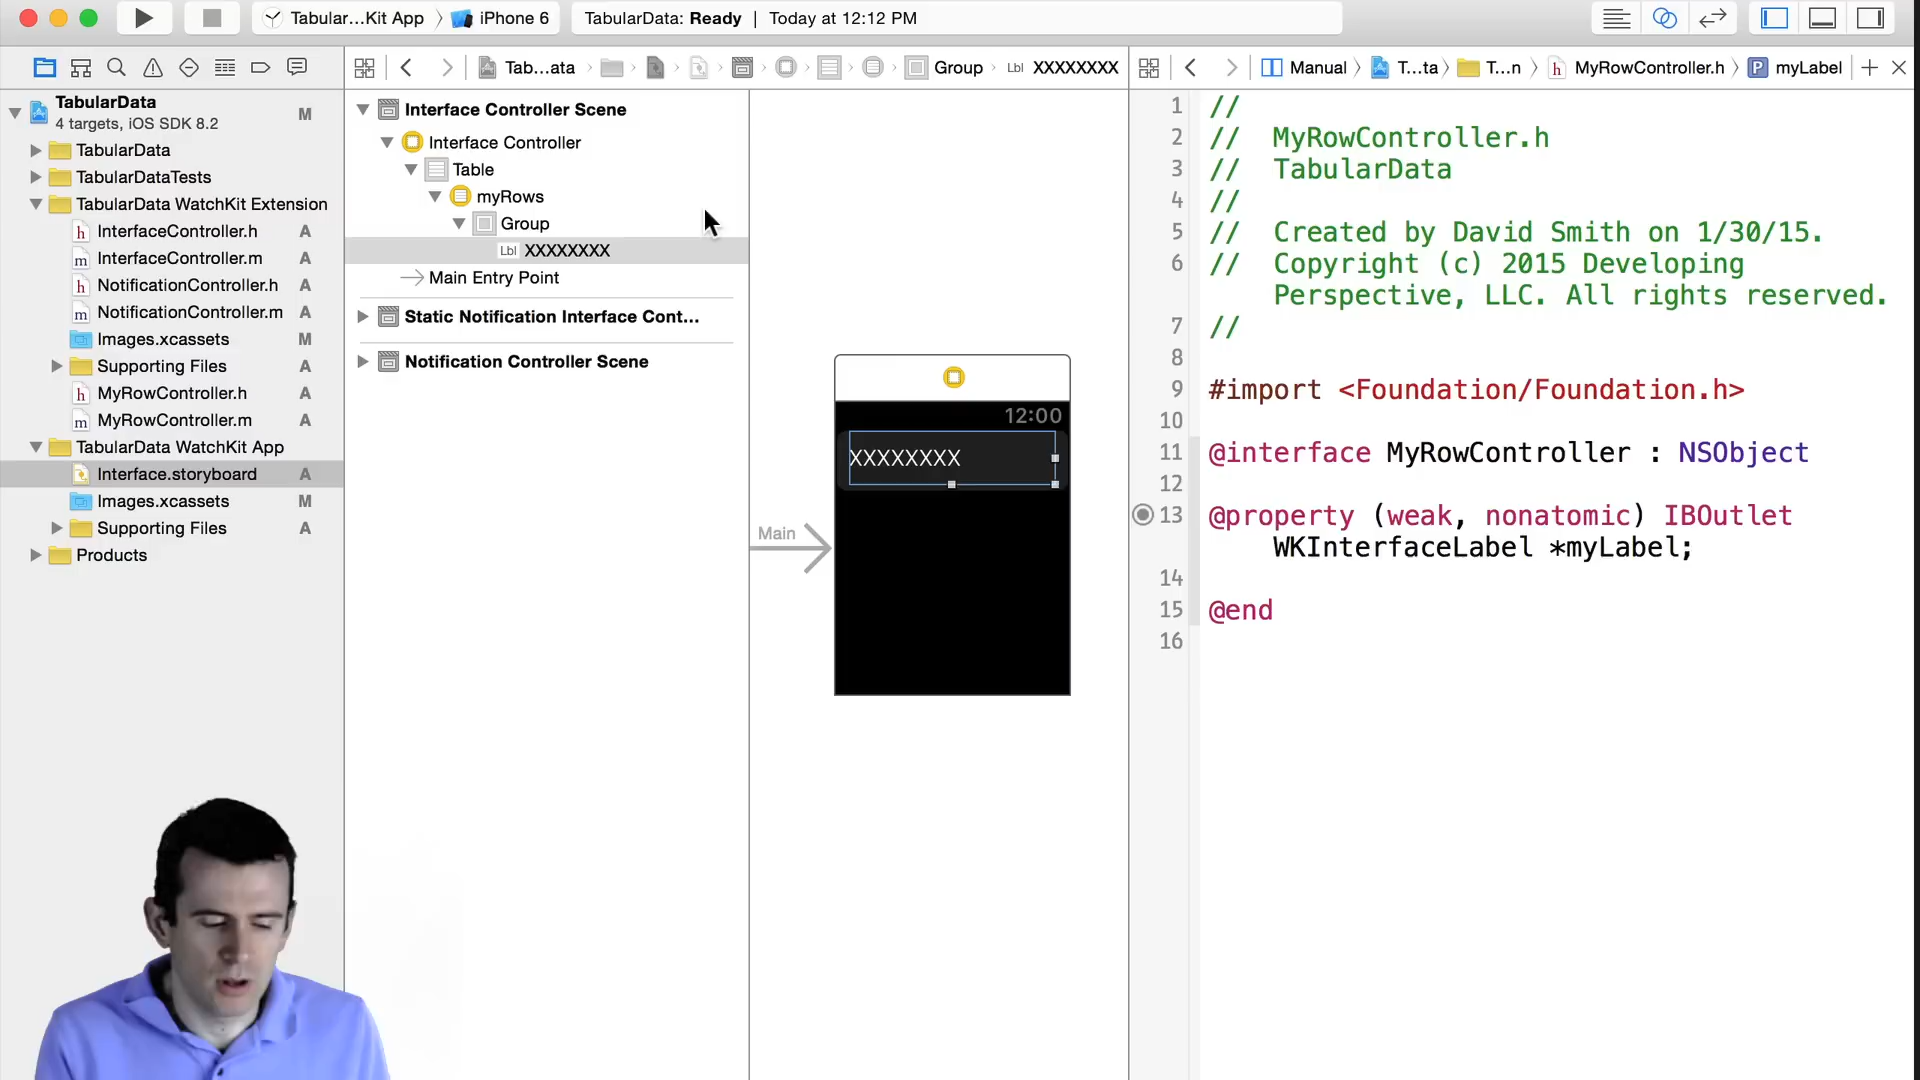 Tabular...Kit App
iPhone 6
TabularData: Ready | Today at 12:12 PM
Tab...ata
Group
Lbl XXXXXXXX
Manual
T...ta
T...n
h MyRowController.h
P myLabel
TabularData
4 targets, iOS SDK 8.2
M
TabularData
TabularDataTests
TabularData WatchKit Extension
h InterfaceController.h A
m InterfaceController.m A
h NotificationController.h A
m NotificationController.m A
Images.xcassets M
Supporting Files A
h MyRowController.h A
m MyRowController.m A
TabularData WatchKit App
Interface.storyboard A
Images.xcassets M
Supporting Files A
Products
Interface Controller Scene
Interface Controller
Table
myRows
Group
Lbl XXXXXXXX
Main Entry Point
Static Notification Interface Cont...
Notification Controller Scene
Main
12:00
XXXXXXXX
1 //
2 // MyRowController.h
3 // TabularData
4 //
5 // Created by David Smith on 1/30/15.
6 // Copyright (c) 2015 Developing
Perspective, LLC. All rights reserved.
7 //
8
9 #import <Foundation/Foundation.h>
10
11 @interface MyRowController : NSObject
12
13 @property (weak, nonatomic) IBOutlet
WKInterfaceLabel *myLabel;
14
15 @end
16